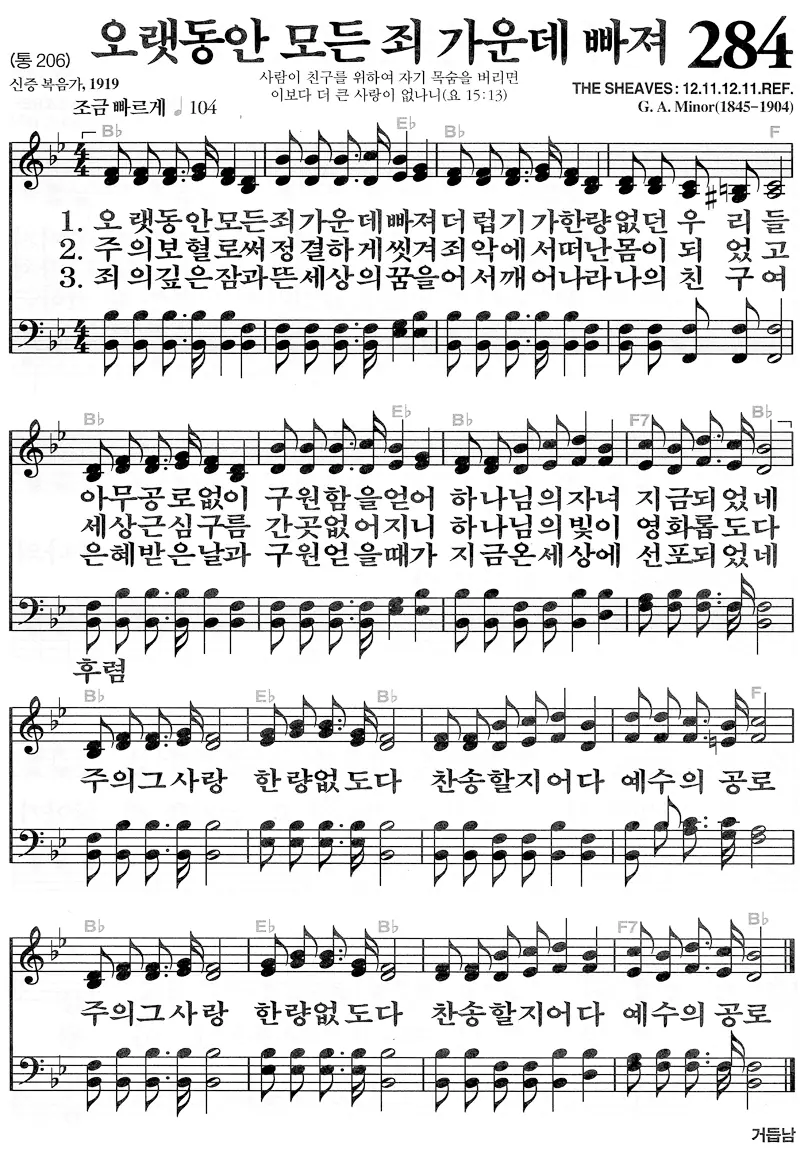 (통 206) 오랫동안 모든 죄 가운데 빠져 284
신증 복음가, 1919
사람이 친구를 위하여 자기 목숨을 버리면
이보다 더 큰 사랑이 없나니(요 15:13)
THE SHEAVES: 12.11.12.11.REF.
G. A. Minor(1845-1904)
조금 빠르게 ♩ 104
B♭ E♭ B♭ F
1. 오랫동안모든죄가운데빠져더럽기가한량없던우리들
2. 주의보혈로써정결하게씻겨죄악에서떠난몸이되었고
3. 죄의깊은잠과뜬세상의꿈을어서깨어나라나의친구여
B♭ E♭ B♭ F7 B♭
아무공로없이 구원함을얻어 하나님의자녀 지금되었네
세상근심구름 간곳없어지니 하나님의빛이 영화롭도다
은혜받은날과 구원얻을때가 지금온세상에 선포되었네
후렴
B♭ E♭ B♭ F
주의그사랑 한량없도다 찬송할지어다 예수의공로
B♭ E♭ B♭ F7 B♭
주의그사랑 한량없도다 찬송할지어다 예수의공로
거듭남